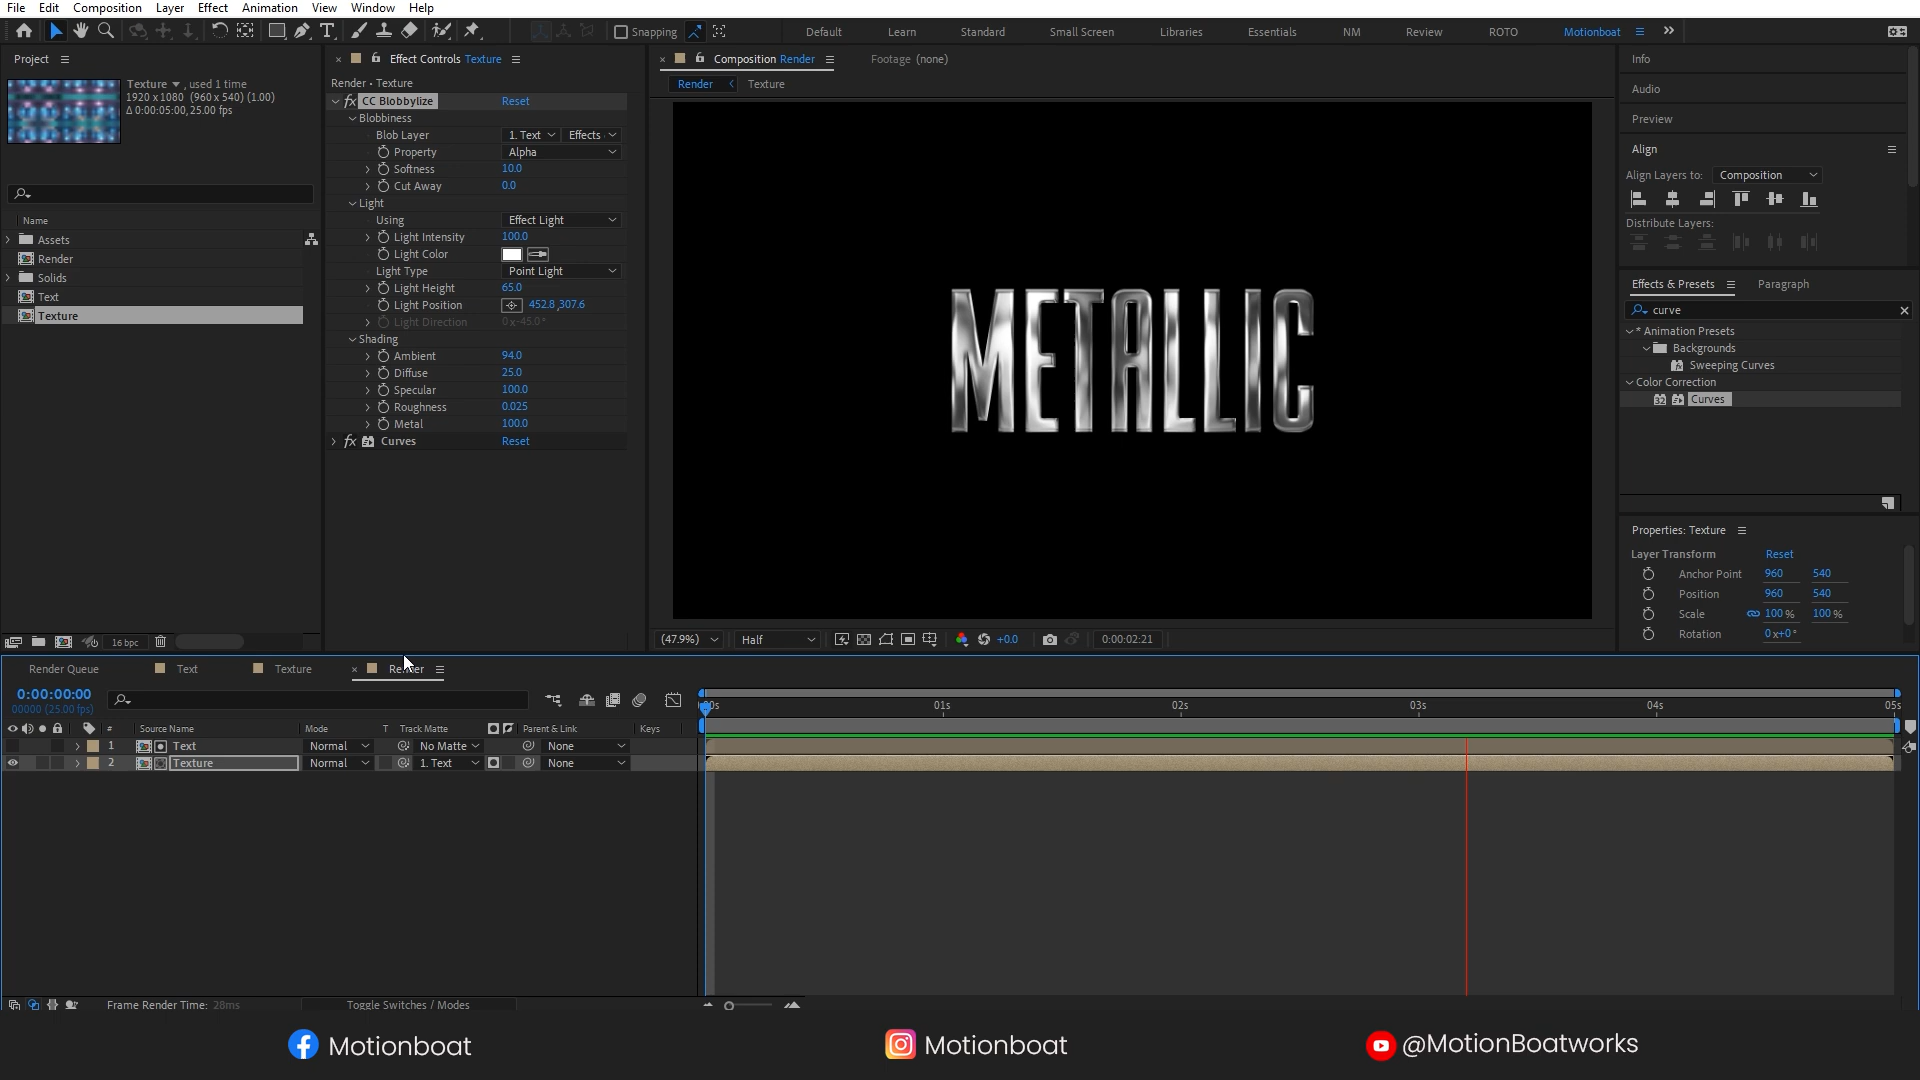 File Edit Composition Layer Effect Animation View Window Help
Snapping Default Learn Standard Small Screen Libraries Essentials NM Review ROTO Motionboat
Project
Texture , used 1 time
1920 x 1080 (960 x 540) (1.00)
Δ 0:00:05:00, 25.00 fps
Name
Assets
Render
Solids
Text
Texture
16 bpc
Effect Controls Texture
Render • Texture
fx CC Blobbylize Reset
Blobbiness
Blob Layer 1. Text Effects
Property Alpha
Softness 10.0
Cut Away 0.0
Light
Using Effect Light
Light Intensity 100.0
Light Color
Light Type Point Light
Light Height 65.0
Light Position 452.8,307.6
Light Direction 0x-45.0°
Shading
Ambient 94.0
Diffuse 25.0
Specular 100.0
Roughness 0.025
Metal 100.0
fx Curves Reset
Composition Render Footage (none)
Render Texture
METALLIC
(47.9%) Half +0.0 0:00:02:21
Info
Audio
Preview
Align
Align Layers to: Composition
Distribute Layers:
Effects & Presets Paragraph
curve
* Animation Presets
Backgrounds
Sweeping Curves
Color Correction
32 Curves
Properties: Texture
Layer Transform Reset
Anchor Point 960 540
Position 960 540
Scale 100 % 100 %
Rotation 0x+0°
Render Queue Text Texture Render
0:00:00:00
00000 (25.00 fps)
01s 02s 03s 04s 05s
# Source Name Mode T Track Matte Parent & Link Keys
1 Text Normal No Matte None
2 Texture Normal 1. Text None
Frame Render Time: 28ms Toggle Switches / Modes
Motionboat Motionboat @MotionBoatworks